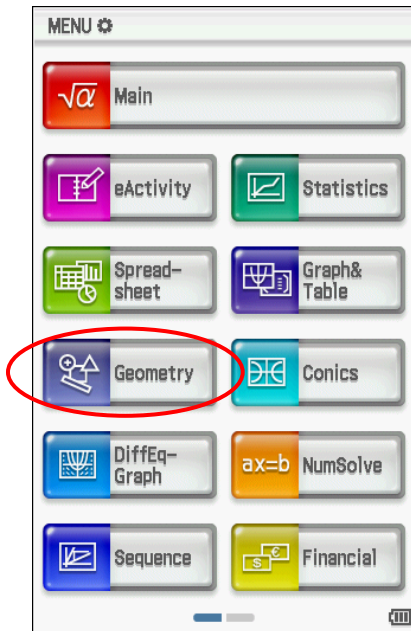 MENU
√α Main
eActivity
Statistics
Spread-
sheet
Graph&
Table
Geometry
Conics
DiffEq-
Graph
ax=b NumSolve
Sequence
$ € Financial